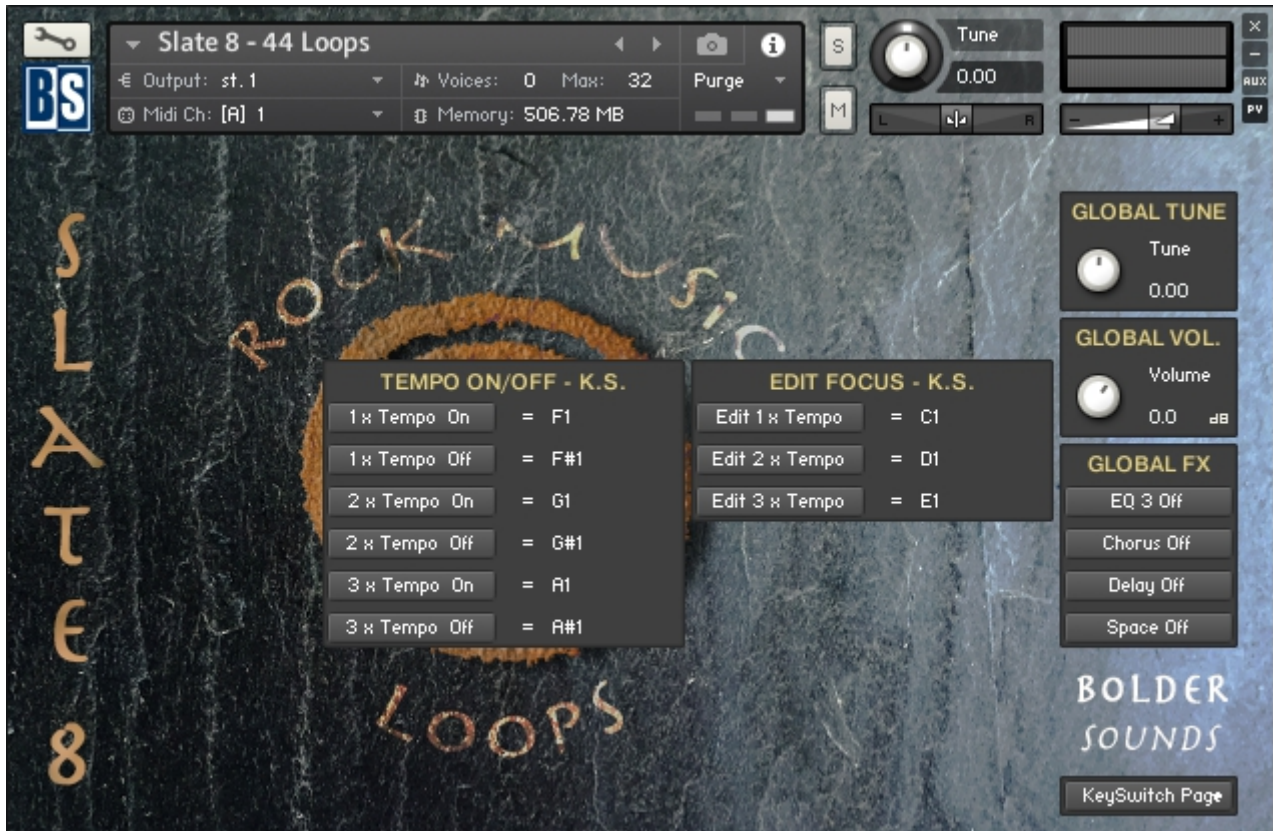 Slate 8 - 44 Loops
Output: st. 1
Voices: 0 Max: 32
Purge
Midi Ch: [A] 1
Memory: 506.78 MB
BS
S
M
Tune
0.00
L
R
-
+
×
-
AUX
PV
SLATE 8
ROCK MUSIC
LOOPS
TEMPO ON/OFF - K.S.
1 x Tempo On = F1
1 x Tempo Off = F#1
2 x Tempo On = G1
2 x Tempo Off = G#1
3 x Tempo On = A1
3 x Tempo Off = A#1
EDIT FOCUS - K.S.
Edit 1 x Tempo = C1
Edit 2 x Tempo = D1
Edit 3 x Tempo = E1
GLOBAL TUNE
Tune
0.00
GLOBAL VOL.
Volume
0.0 dB
GLOBAL FX
EQ 3 Off
Chorus Off
Delay Off
Space Off
BOLDER
SOUNDS
KeySwitch Page